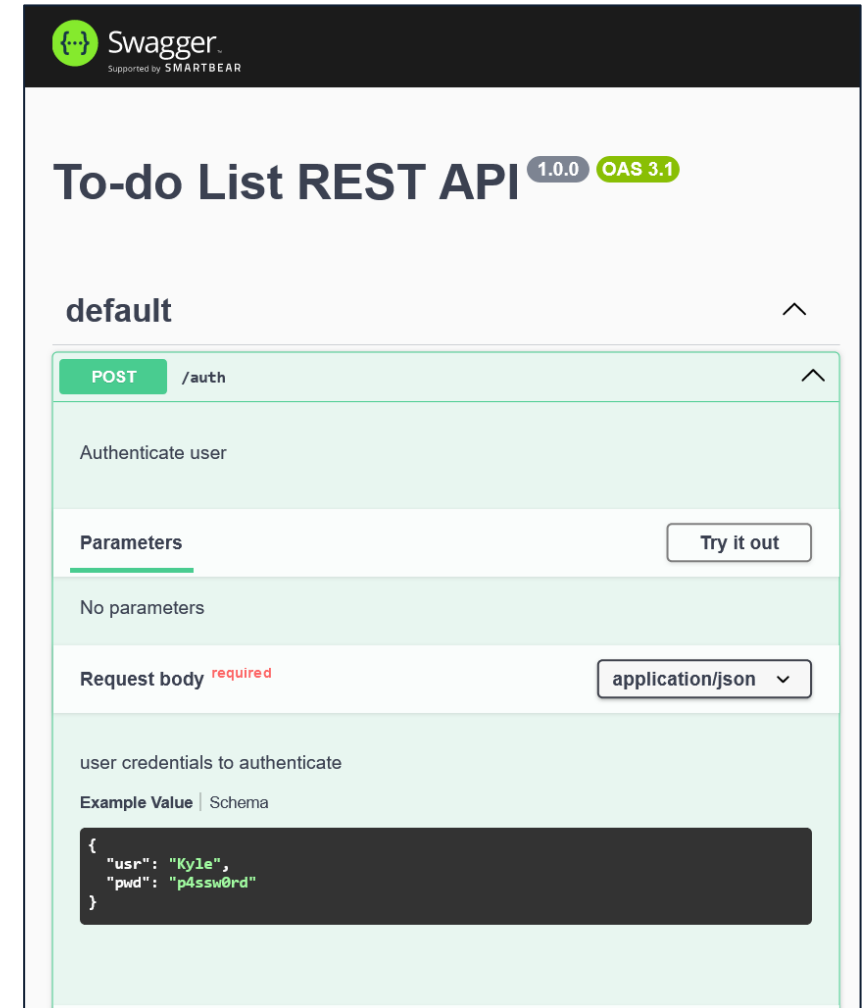 {···} Swagger™
Supported by SMARTBEAR
To-do List REST API 1.0.0 OAS 3.1
default
POST /auth
Authenticate user
Parameters Try it out
No parameters
Request body required application/json
user credentials to authenticate
Example Value | Schema
{
  "usr": "Kyle",
  "pwd": "p4ssw0rd"
}